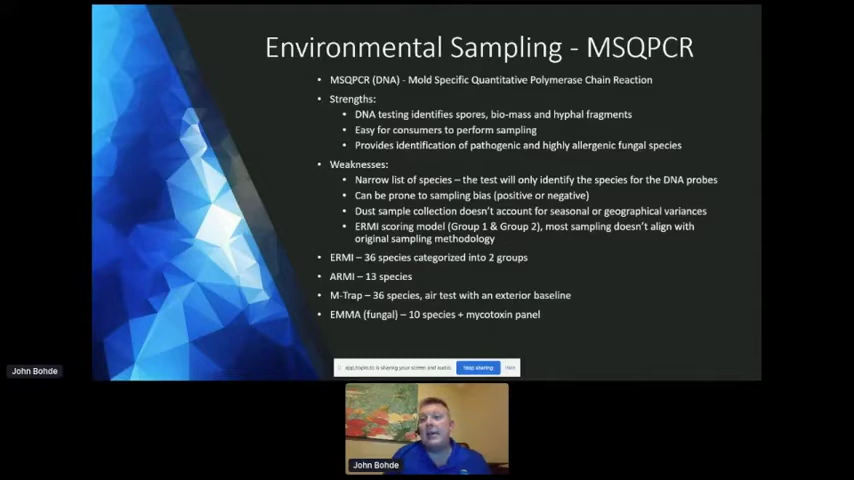 Environmental Sampling - MSQPCR
• MSQPCR (DNA) - Mold Specific Quantitative Polymerase Chain Reaction
• Strengths:
• DNA testing identifies spores, bio-mass and hyphal fragments
• Easy for consumers to perform sampling
• Provides identification of pathogenic and highly allergenic fungal species
• Weaknesses:
• Narrow list of species – the test will only identify the species for the DNA probes
• Can be prone to sampling bias (positive or negative)
• Dust sample collection doesn't account for seasonal or geographical variances
• ERMI scoring model (Group 1 & Group 2), most sampling doesn't align with
original sampling methodology
• ERMI – 36 species categorized into 2 groups
• ARMI – 13 species
• M-Trap – 36 species, air test with an exterior baseline
• EMMA (fungal) – 10 species + mycotoxin panel
is sharing your screen and audio.
Stop sharing
Hide
John Bohde
John Bohde